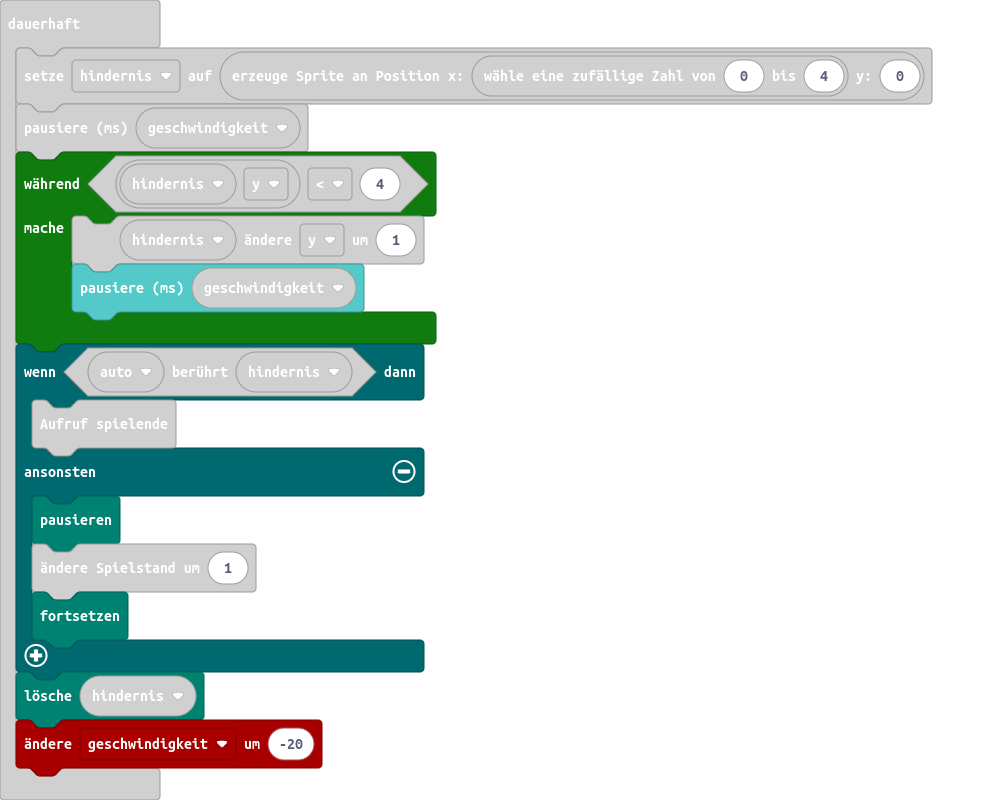 dauerhaft
setze hindernis auf erzeuge Sprite an Position x: wähle eine zufällige Zahl von 0 bis 4 y: 0
pausiere (ms) geschwindigkeit
während hindernis y < 4
mache hindernis ändere y um 1
pausiere (ms) geschwindigkeit
wenn auto berührt hindernis dann
Aufruf spielende
ansonsten
pausieren
ändere Spielstand um 1
fortsetzen
lösche hindernis
ändere geschwindigkeit um -20